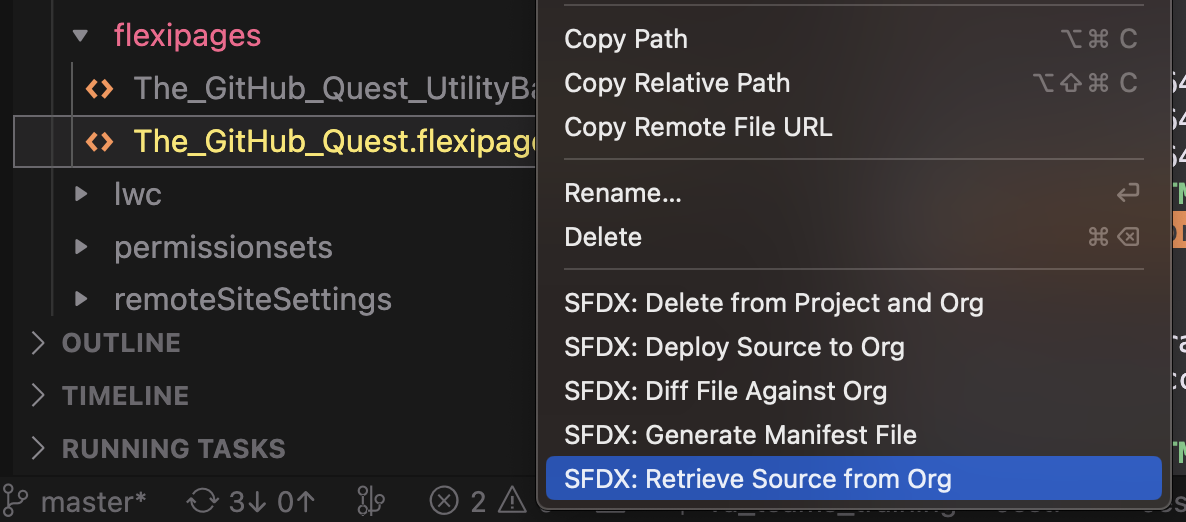 flexipages
The_GitHub_Quest_UtilityBa
The_GitHub_Quest.flexipage
lwc
permissionsets
remoteSiteSettings
OUTLINE
TIMELINE
RUNNING TASKS
master* 3↓ 0↑ 2
Copy Path ⌥⌘ C
Copy Relative Path ⌥⇧⌘ C
Copy Remote File URL
Rename... ↩
Delete ⌘⌫
SFDX: Delete from Project and Org
SFDX: Deploy Source to Org
SFDX: Diff File Against Org
SFDX: Generate Manifest File
SFDX: Retrieve Source from Org